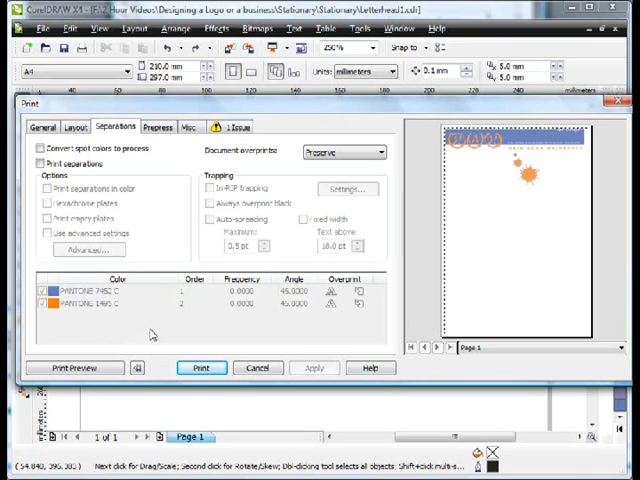 CorelDRAW X4 - [F:\2 Hour Videos\Designing a Logo or a business\Stationary\Stationary\Letterhead1.cdr]
File Edit View Layout Arrange Effects Bitmaps Text Table Tools Window Help
250% Snap to
A4 210.0 mm 297.0 mm Units: millimeters 0.1 mm 5.0 mm 5.0 mm
millimeters
Print
General Layout Separations Prepress Misc 1 Issue
Convert spot colors to process Document overprints: Preserve
Print separations
Options Trapping
Print separations in color In-RIP trapping Settings...
Hexachrome plates Always overprint black
Print empty plates Auto-spreading Fixed width
Use advanced settings Maximum: Text above:
Advanced... 0.5 pt 18.0 pt
Color Order Frequency Angle Overprint
PANTONE 7452 C 1 0.0000 45.0000
PANTONE 1495 C 2 0.0000 45.0000
Page 1
Print Preview Print Cancel Apply Help
1 of 1 Page 1
(54.840, 395.383) Next click for Drag/Scale; Second click for Rotate/Skew; Dbl-clicking tool selects all objects; Shift+click multi-s...